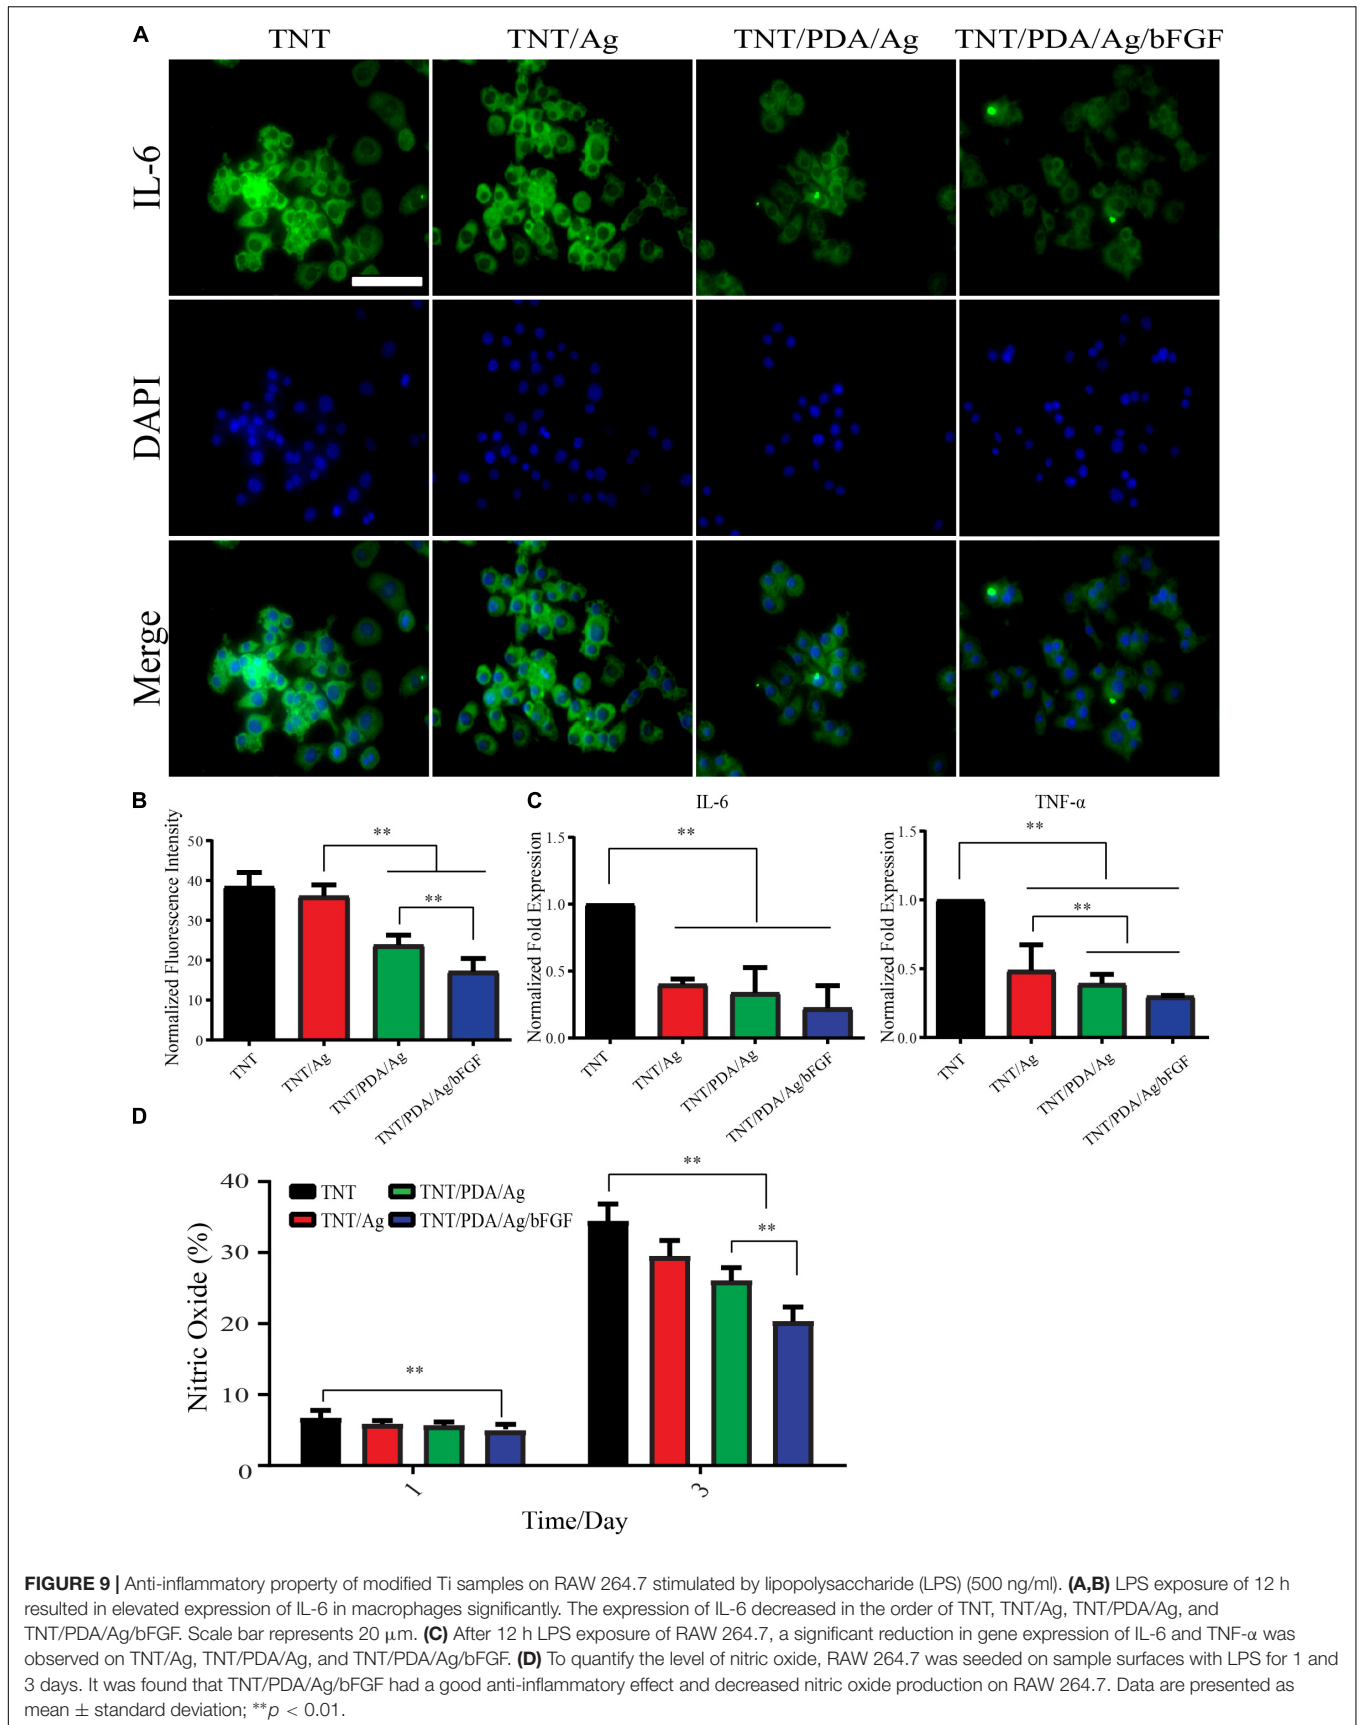 A
TNT TNT/Ag TNT/PDA/Ag TNT/PDA/Ag/bFGF
IL-6
DAPI
Merge
B
Normalized Fluorescence Intensity
50
40
30
20
10
0
**
**
TNT TNT/Ag TNT/PDA/Ag TNT/PDA/Ag/bFGF
C
IL-6
Normalized Fold Expression
1.5
1.0
0.5
0.0
**
TNT TNT/Ag TNT/PDA/Ag TNT/PDA/Ag/bFGF
TNF-α
Normalized Fold Expression
1.5
1.0
0.5
0.0
**
**
TNT TNT/Ag TNT/PDA/Ag TNT/PDA/Ag/bFGF
D
Nitric Oxide (%)
40
30
20
10
0
TNT TNT/PDA/Ag
TNT/Ag TNT/PDA/Ag/bFGF
**
**
**
1 3
Time/Day
FIGURE 9 | Anti-inflammatory property of modified Ti samples on RAW 264.7 stimulated by lipopolysaccharide (LPS) (500 ng/ml). (A,B) LPS exposure of 12 h
resulted in elevated expression of IL-6 in macrophages significantly. The expression of IL-6 decreased in the order of TNT, TNT/Ag, TNT/PDA/Ag, and
TNT/PDA/Ag/bFGF. Scale bar represents 20 μm. (C) After 12 h LPS exposure of RAW 264.7, a significant reduction in gene expression of IL-6 and TNF-α was
observed on TNT/Ag, TNT/PDA/Ag, and TNT/PDA/Ag/bFGF. (D) To quantify the level of nitric oxide, RAW 264.7 was seeded on sample surfaces with LPS for 1 and
3 days. It was found that TNT/PDA/Ag/bFGF had a good anti-inflammatory effect and decreased nitric oxide production on RAW 264.7. Data are presented as
mean ± standard deviation; **p < 0.01.